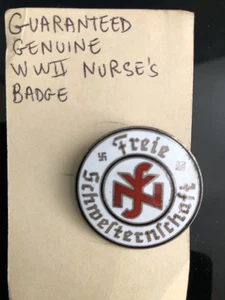 GUARANTEED
GENUINE
WWII NURSE'S
BADGE
Freie
Schwesternschaft